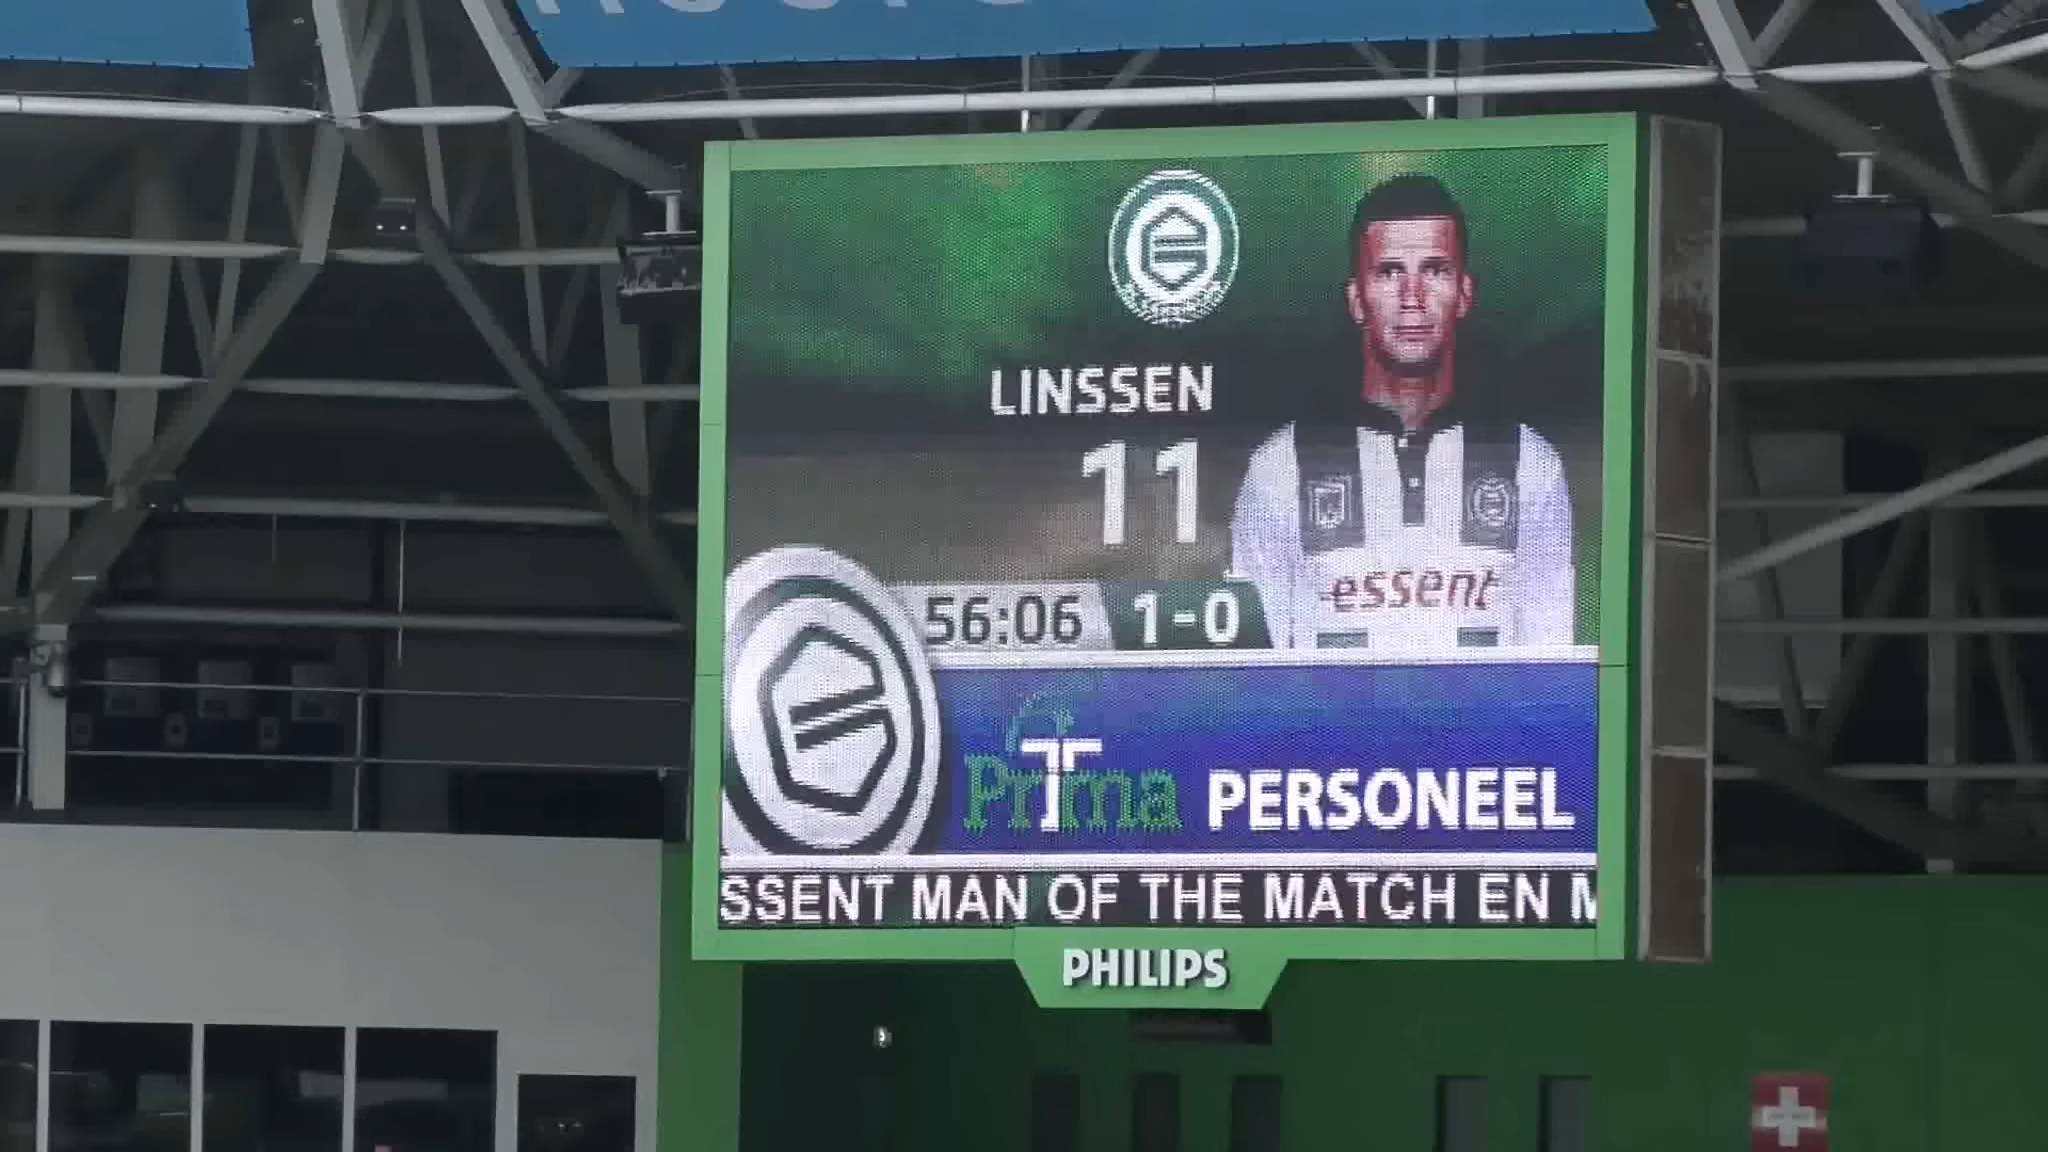 LINSSEN
11
56:06 1-0
essent
Prima PERSONEEL
SSENT MAN OF THE MATCH EN M
PHILIPS